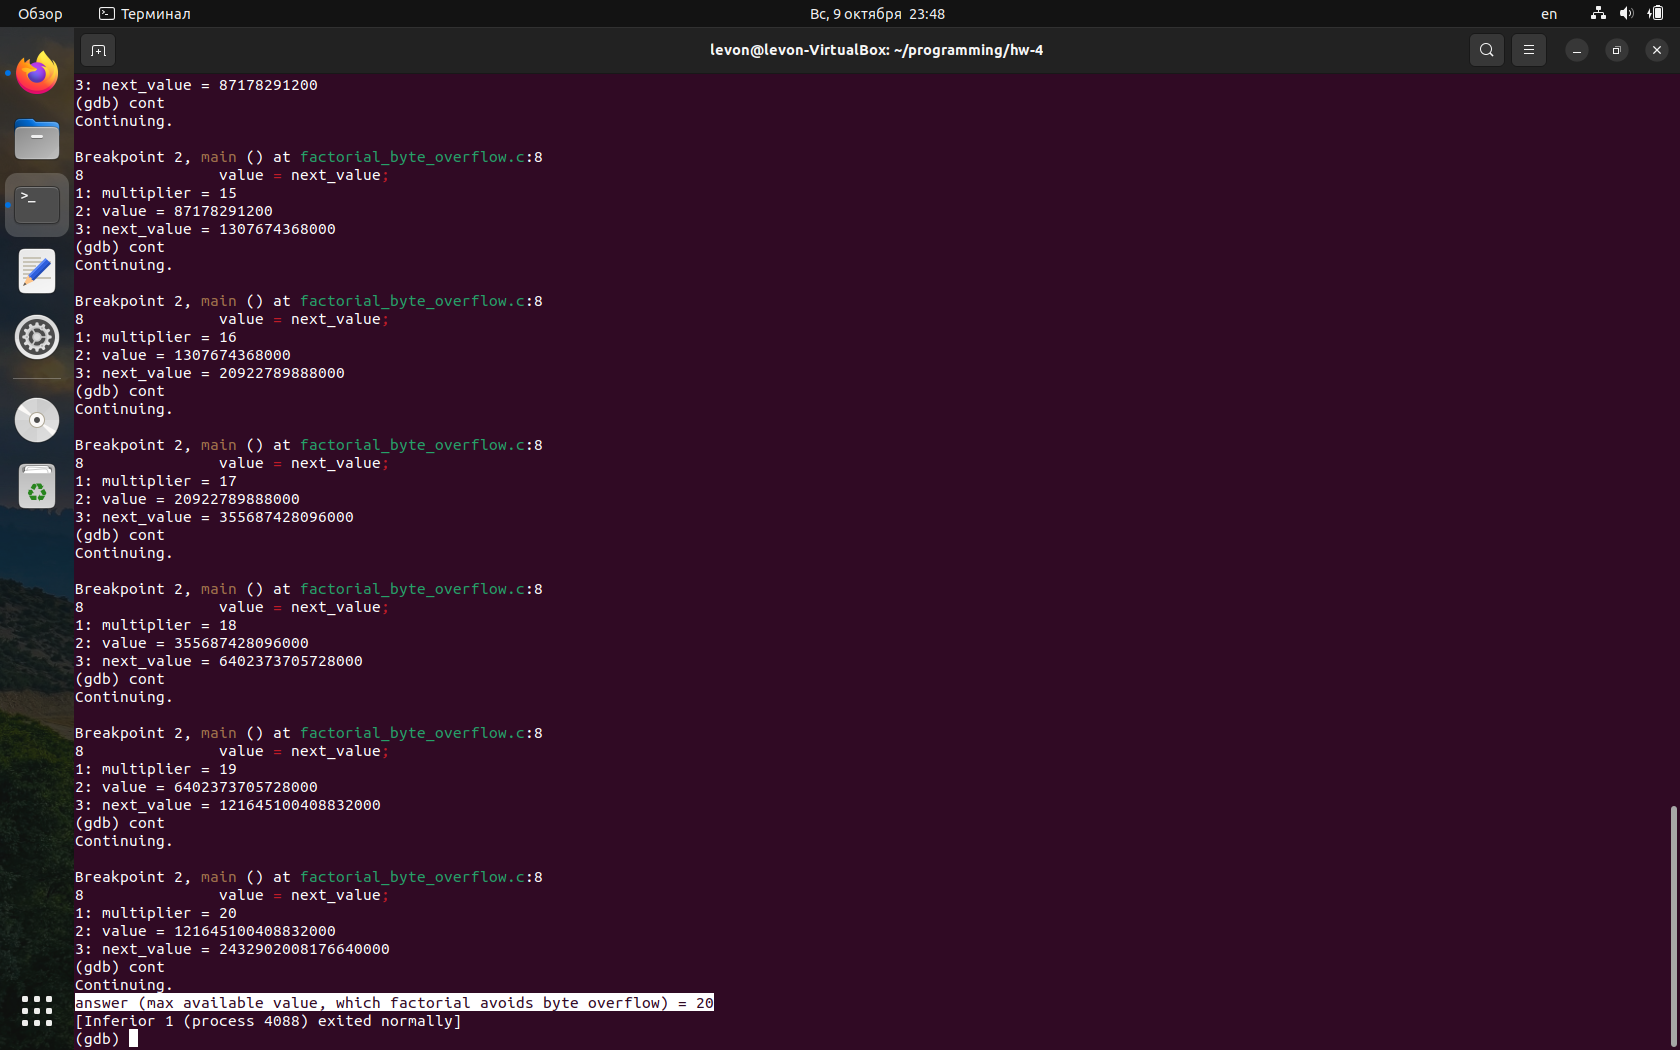 Обзор Терминал Вс, 9 октября 23:48 en
levon@levon-VirtualBox: ~/programming/hw-4
3: next_value = 87178291200
(gdb) cont
Continuing.
Breakpoint 2, main () at factorial_byte_overflow.c:8
8 value = next_value;
1: multiplier = 15
2: value = 87178291200
3: next_value = 1307674368000
(gdb) cont
Continuing.
Breakpoint 2, main () at factorial_byte_overflow.c:8
8 value = next_value;
1: multiplier = 16
2: value = 1307674368000
3: next_value = 20922789888000
(gdb) cont
Continuing.
Breakpoint 2, main () at factorial_byte_overflow.c:8
8 value = next_value;
1: multiplier = 17
2: value = 20922789888000
3: next_value = 355687428096000
(gdb) cont
Continuing.
Breakpoint 2, main () at factorial_byte_overflow.c:8
8 value = next_value;
1: multiplier = 18
2: value = 355687428096000
3: next_value = 6402373705728000
(gdb) cont
Continuing.
Breakpoint 2, main () at factorial_byte_overflow.c:8
8 value = next_value;
1: multiplier = 19
2: value = 6402373705728000
3: next_value = 121645100408832000
(gdb) cont
Continuing.
Breakpoint 2, main () at factorial_byte_overflow.c:8
8 value = next_value;
1: multiplier = 20
2: value = 121645100408832000
3: next_value = 2432902008176640000
(gdb) cont
Continuing.
answer (max available value, which factorial avoids byte overflow) = 20
[Inferior 1 (process 4088) exited normally]
(gdb)